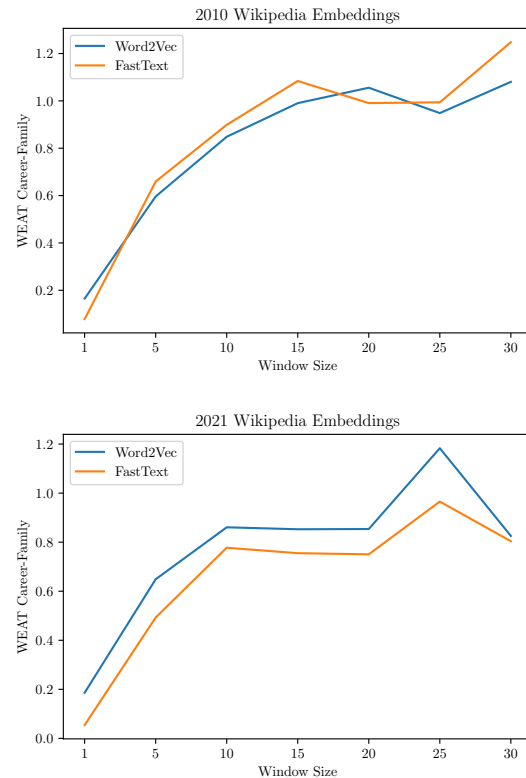 2010 Wikipedia Embeddings
Word2Vec
FastText
WEAT Career-Family
1.2
1.0
0.8
0.6
0.4
0.2
1 5 10 15 20 25 30
Window Size
2021 Wikipedia Embeddings
Word2Vec
FastText
WEAT Career-Family
1.2
1.0
0.8
0.6
0.4
0.2
0.0
1 5 10 15 20 25 30
Window Size